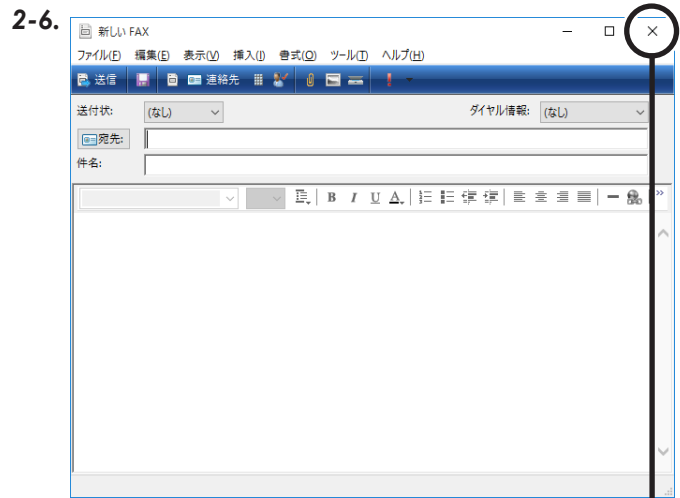 2-6.
新しい FAX
ファイル(F) 編集(E) 表示(V) 挿入(I) 書式(O) ツール(T) ヘルプ(H)
送信 連絡先
送付状: (なし) ダイヤル情報: (なし)
宛先:
件名:
B I U A